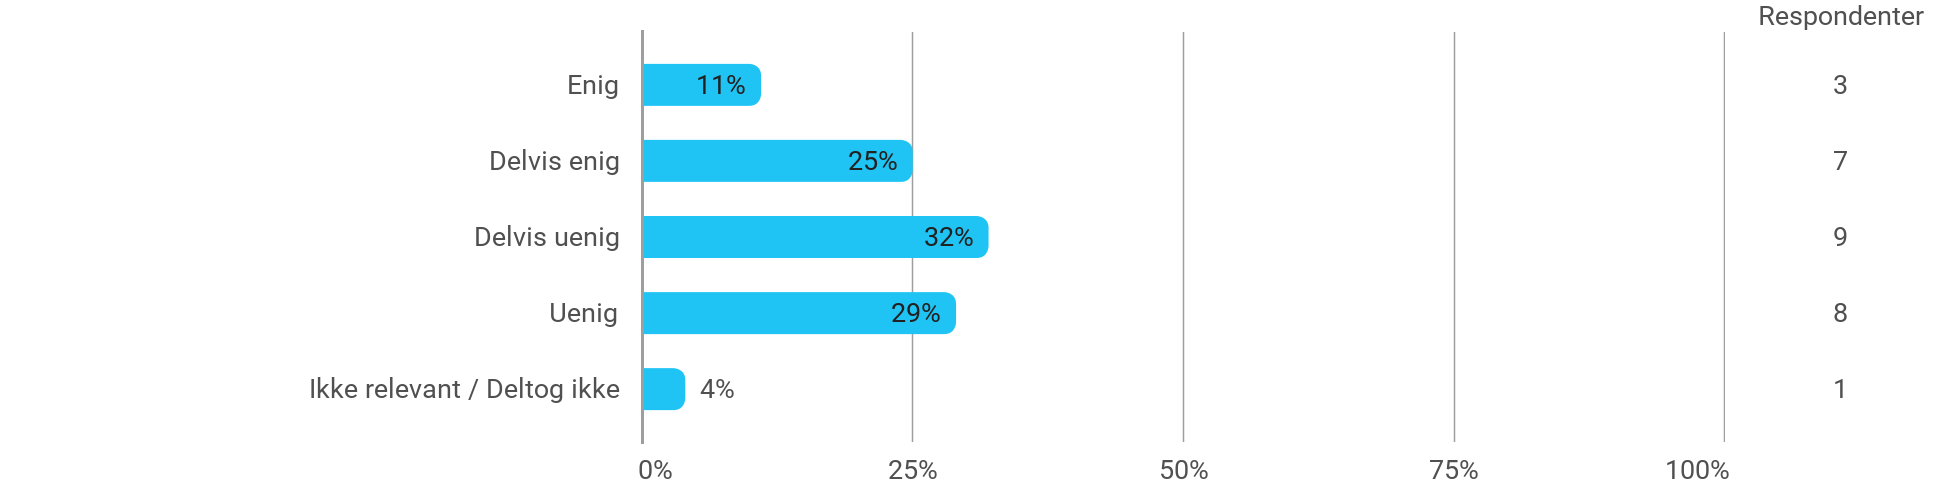 Respondenter
Enig 11% 3
Delvis enig 25% 7
Delvis uenig 32% 9
Uenig 29% 8
Ikke relevant / Deltog ikke 4% 1
0% 25% 50% 75% 100%